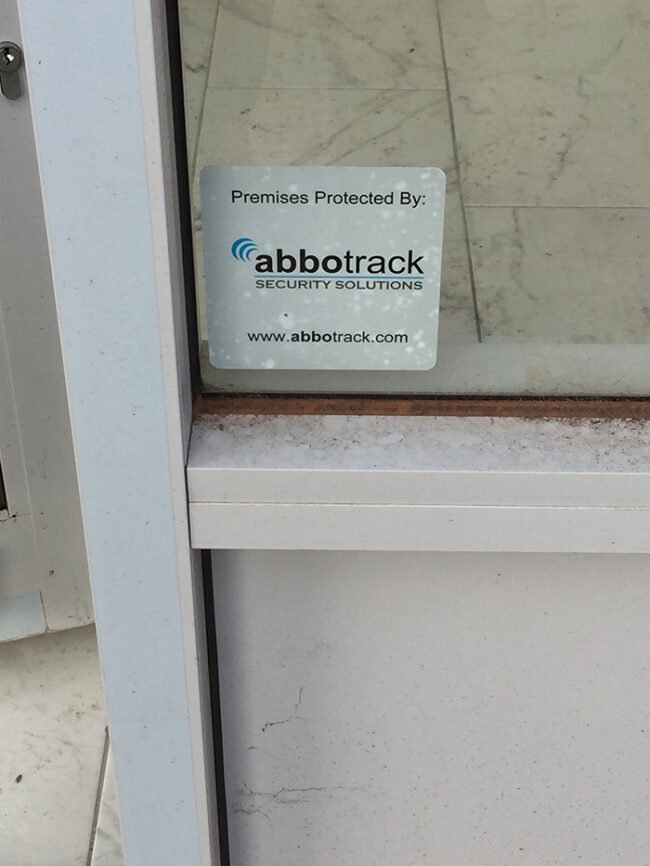 Premises Protected By:
abbotrack
SECURITY SOLUTIONS
www.abbotrack.com